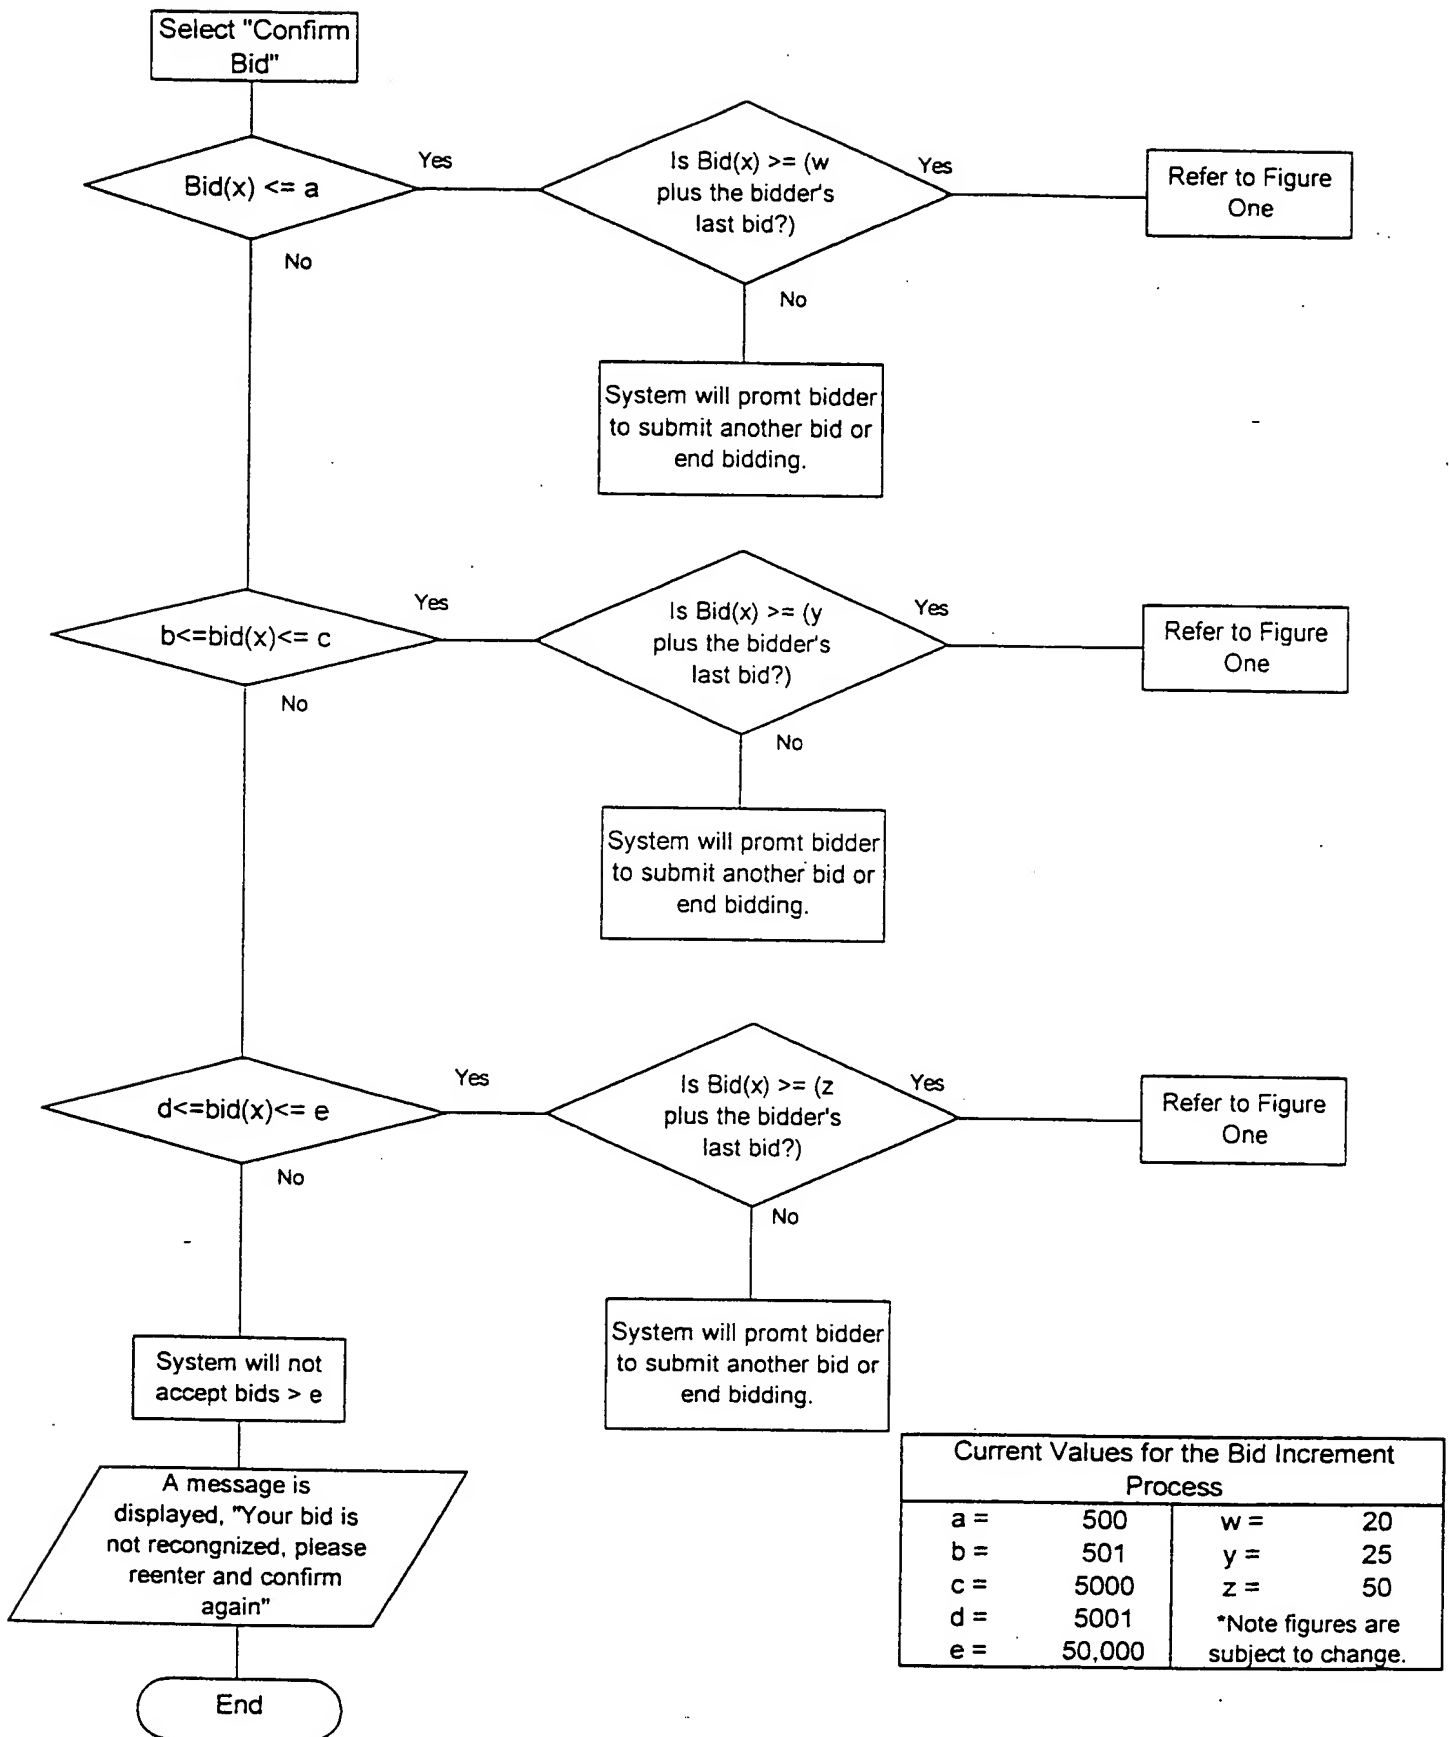 Select "Confirm
Bid"
Bid(x) <= a
Yes
Is Bid(x) >= (w
plus the bidder's
last bid?)
Yes
Refer to Figure
One
No
No
System will promt bidder
to submit another bid or
end bidding.
b<=bid(x)<= c
Yes
Is Bid(x) >= (y
plus the bidder's
last bid?)
Yes
Refer to Figure
One
No
No
System will promt bidder
to submit another bid or
end bidding.
d<=bid(x)<= e
Yes
Is Bid(x) >= (z
plus the bidder's
last bid?)
Yes
Refer to Figure
One
No
No
System will promt bidder
to submit another bid or
end bidding.
System will not
accept bids > e
A message is
displayed, "Your bid is
not recongnized, please
reenter and confirm
again"
End
Current Values for the Bid Increment
Process
a = 500 w = 20
b = 501 y = 25
c = 5000 z = 50
d = 5001 *Note figures are
e = 50,000 subject to change.